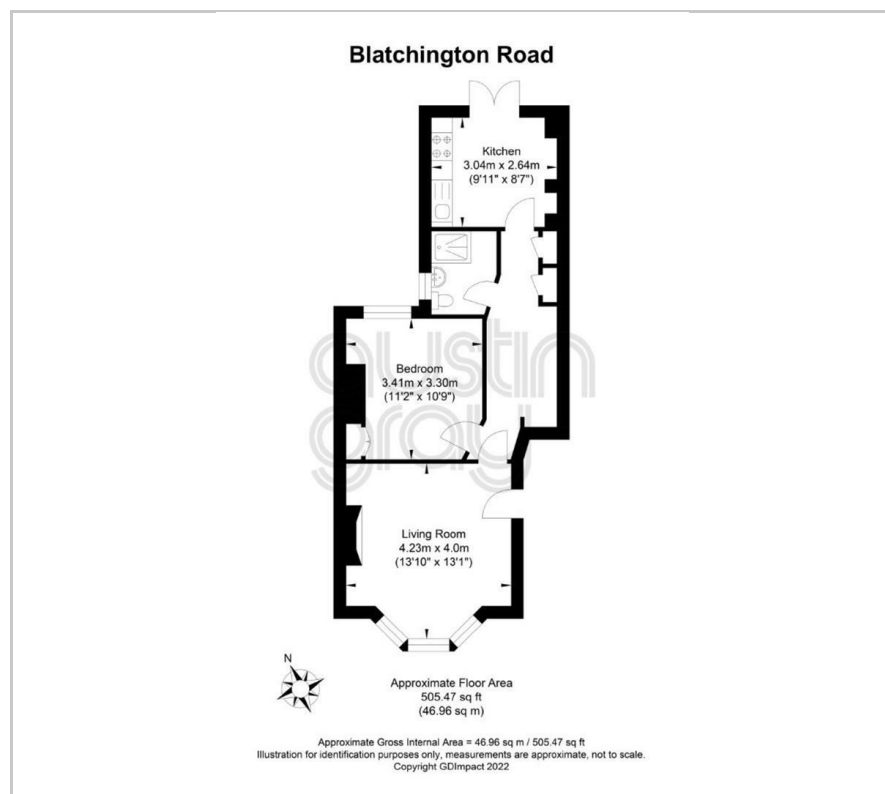 Blatchington Road
Kitchen
3.04m x 2.64m
(9'11" x 8'7")
Bedroom
3.41m x 3.30m
(11'2" x 10'9")
austin
gray
Living Room
4.23m x 4.0m
(13'10" x 13'1")
N
Approximate Floor Area
505.47 sq ft
(46.96 sq m)
Approximate Gross Internal Area = 46.96 sq m / 505.47 sq ft
Illustration for identification purposes only, measurements are approximate, not to scale.
Copyright GDImpact 2022